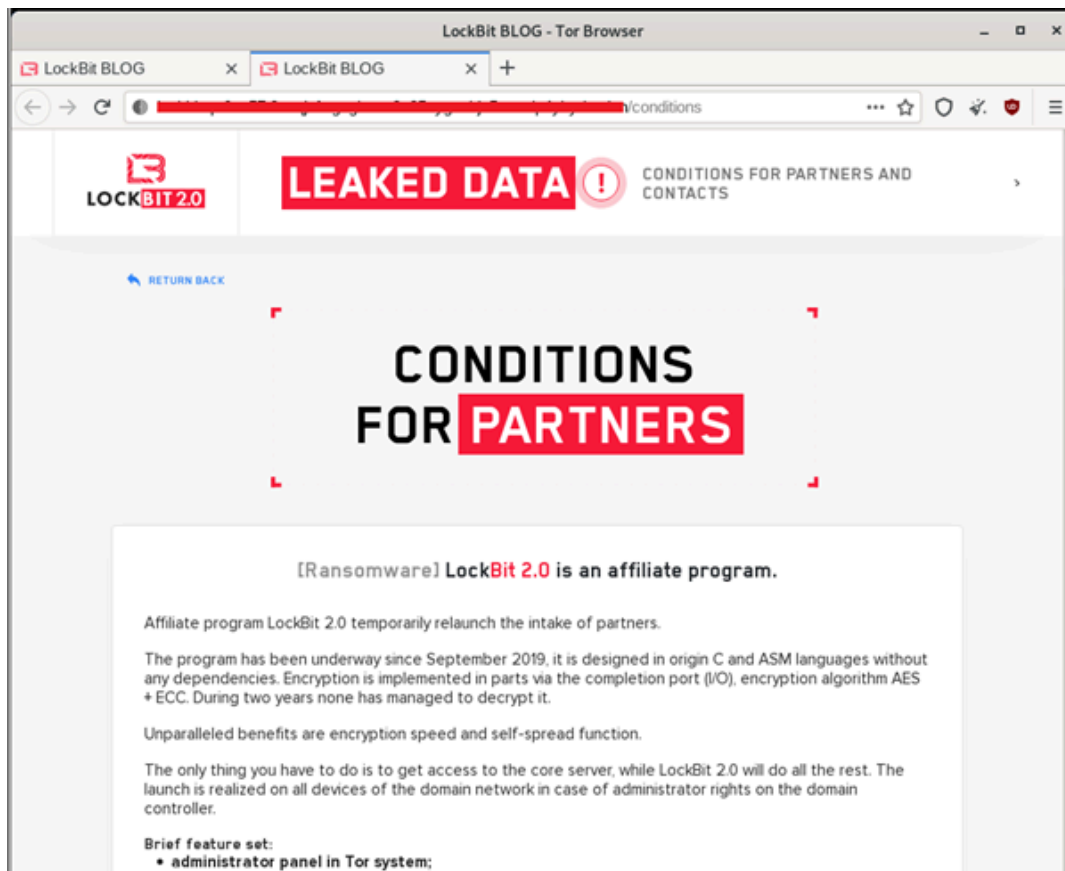 LockBit BLOG - Tor Browser
LockBit BLOG
LockBit BLOG
/conditions
LOCKBIT 2.0
LEAKED DATA
CONDITIONS FOR PARTNERS AND
CONTACTS
RETURN BACK
CONDITIONS
FOR PARTNERS
[Ransomware] LockBit 2.0 is an affiliate program.
Affiliate program LockBit 2.0 temporarily relaunch the intake of partners.
The program has been underway since September 2019, it is designed in origin C and ASM languages without
any dependencies. Encryption is implemented in parts via the completion port (I/O), encryption algorithm AES
+ ECC. During two years none has managed to decrypt it.
Unparalleled benefits are encryption speed and self-spread function.
The only thing you have to do is to get access to the core server, while LockBit 2.0 will do all the rest. The
launch is realized on all devices of the domain network in case of administrator rights on the domain
controller.
Brief feature set:
• administrator panel in Tor system;